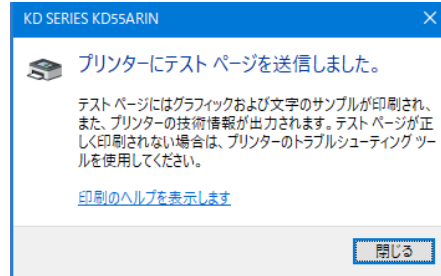 KD SERIES KD55ARIN
プリンターにテスト ページを送信しました。
テスト ページにはグラフィックおよび文字のサンプルが印刷され、
また、プリンターの技術情報が出力されます。テスト ページが正
しく印刷されない場合は、プリンターのトラブルシューティング ツー
ルを使用してください。
印刷のヘルプを表示します
閉じる